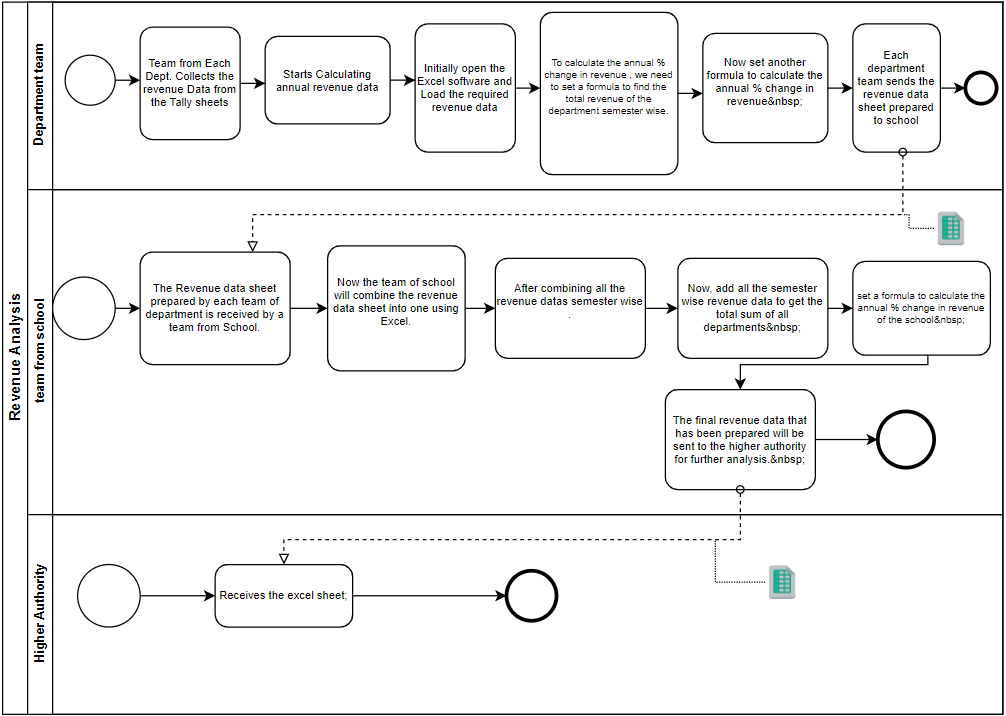 Revenue Analysis
Department team
Team from Each
Dept. Collects the
revenue Data from
the Tally sheets
Starts Calculating
annual revenue data
Initially open the
Excel software and
Load the required
revenue data
To calculate the annual %
change in revenue , we need
to set a formula to find the
total revenue of the
department semester wise.
Now set another
formula to calculate the
annual % change in
revenue&nbsp;
Each
department
team sends the
revenue data
sheet prepared
to school
team from school
The Revenue data sheet
prepared by each team of
department is received by a
team from School.
Now the team of school
will combine the revenue
data sheet into one using
Excel.
After combining all the
revenue datas semester wise
.
Now, add all the semester
wise revenue data to get the
total sum of all
departments&nbsp;
set a formula to calculate the
annual % change in revenue
of the school&nbsp;
The final revenue data that
has been prepared will be
sent to the higher authority
for further analysis.&nbsp;
Higher Authority
Receives the excel sheet;